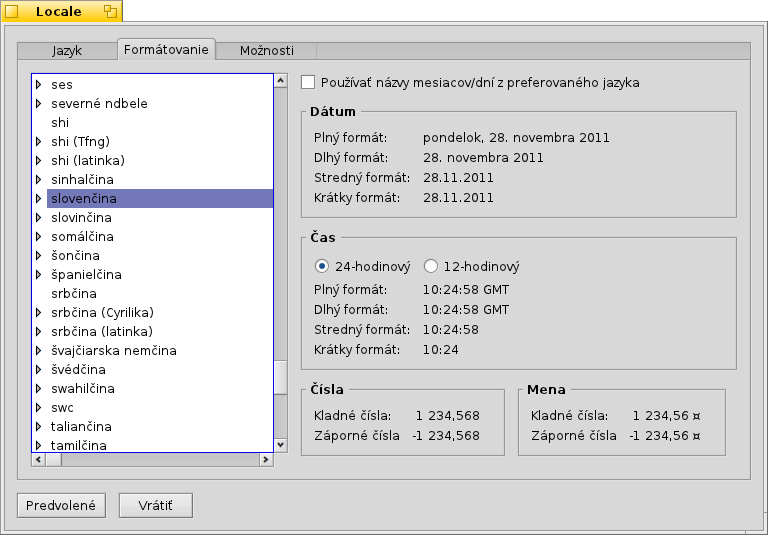 Locale
Jazyk Formátovanie Možnosti
ses
severné ndbele
shi
shi (Tfng)
shi (latinka)
sinhalčina
slovenčina
slovinčina
somálčina
šončina
španielčina
srbčina
srbčina (Cyrilika)
srbčina (latinka)
švajčiarska nemčina
švédčina
swahilčina
swc
taliančina
tamilčina
Používať názvy mesiacov/dní z preferovaného jazyka
Dátum
Plný formát: pondelok, 28. novembra 2011
Dlhý formát: 28. novembra 2011
Stredný formát: 28.11.2011
Krátky formát: 28.11.2011
Čas
24-hodinový 12-hodinový
Plný formát: 10:24:58 GMT
Dlhý formát: 10:24:58 GMT
Stredný formát: 10:24:58
Krátky formát: 10:24
Čísla
Kladné čísla: 1 234,568
Záporné čísla -1 234,568
Mena
Kladné čísla: 1 234,56 ¤
Záporné čísla -1 234,56 ¤
Predvolené Vrátiť